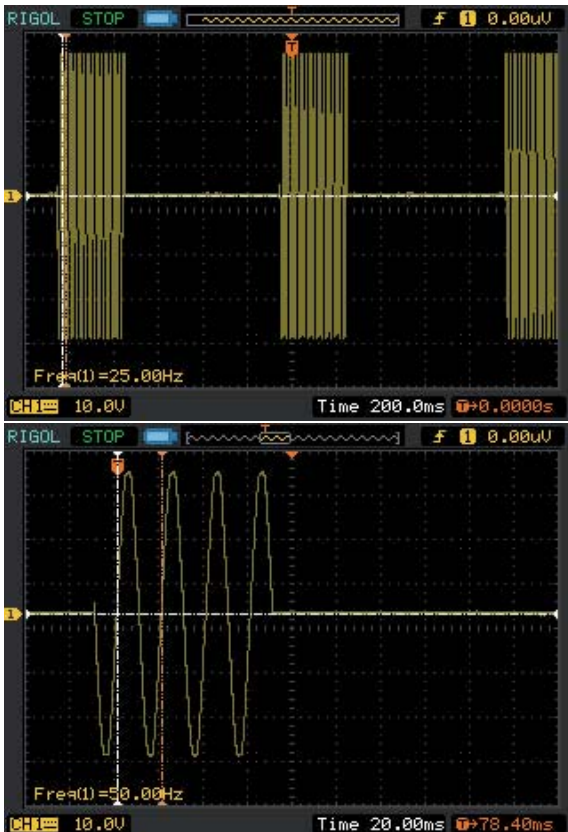 RIGOL STOP T 1 0.00uV
T
1
Freq(1)=25.00Hz
CH1 10.0V Time 200.0ms T→0.0000s
RIGOL STOP T 1 0.00uV
T
1
Freq(1)=50.00Hz
CH1 10.0V Time 20.00ms T→78.40ms